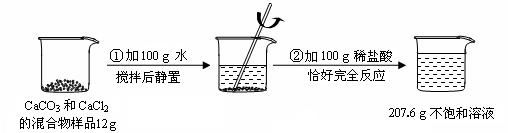 ①加100 g 水
搅拌后静置
②加100 g 稀盐酸
恰好完全反应
CaCO3 和 CaCl2
的混合物样品12g
207.6 g 不饱和溶液